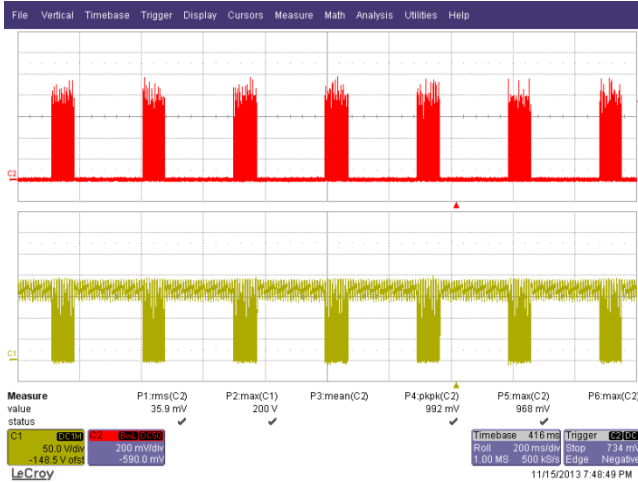 File Vertical Timebase Trigger Display Cursors Measure Math Analysis Utilities Help
C2
C1
Measure P1:rms(C2) P2:max(C1) P3:mean(C2) P4:pkpk(C2) P5:max(C2) P6:max(C2)
value 35.9 mV 200 V 992 mV 968 mV
status
C1 DC1M C2 DC50 Timebase 416 ms Trigger C2 DC
50.0 V/div 200 mV/div Roll 200 ms/div Stop 734 mV
-148.5 V ofst -590.0 mV 1.00 MS 500 kS/s Edge Negative
LeCroy 11/15/2013 7:48:49 PM